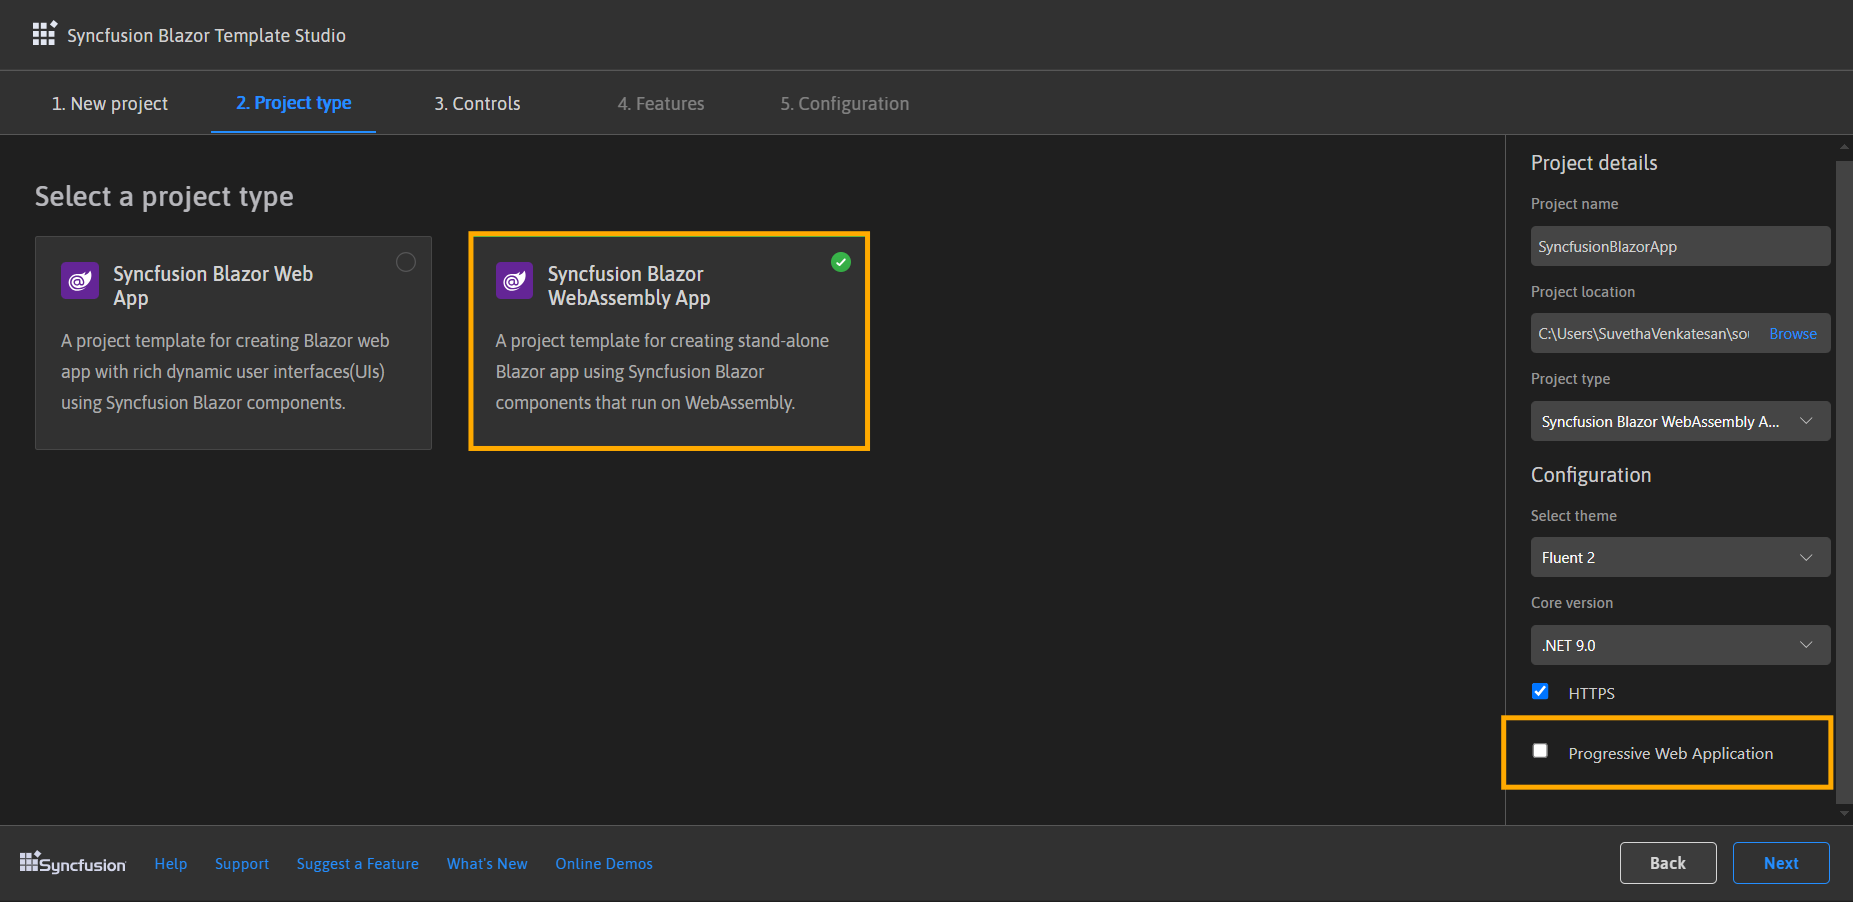 Syncfusion Blazor Template Studio
1. New project
2. Project type
3. Controls
4. Features
5. Configuration
Select a project type
Syncfusion Blazor Web
App
A project template for creating Blazor web
app with rich dynamic user interfaces(UIs)
using Syncfusion Blazor components.
Syncfusion Blazor
WebAssembly App
A project template for creating stand-alone
Blazor app using Syncfusion Blazor
components that run on WebAssembly.
Project details
Project name
SyncfusionBlazorApp
Project location
C:\Users\SuvethaVenkatesan\sou Browse
Project type
Syncfusion Blazor WebAssembly A...
Configuration
Select theme
Fluent 2
Core version
.NET 9.0
HTTPS
Progressive Web Application
Syncfusion
Help
Support
Suggest a Feature
What's New
Online Demos
Back
Next